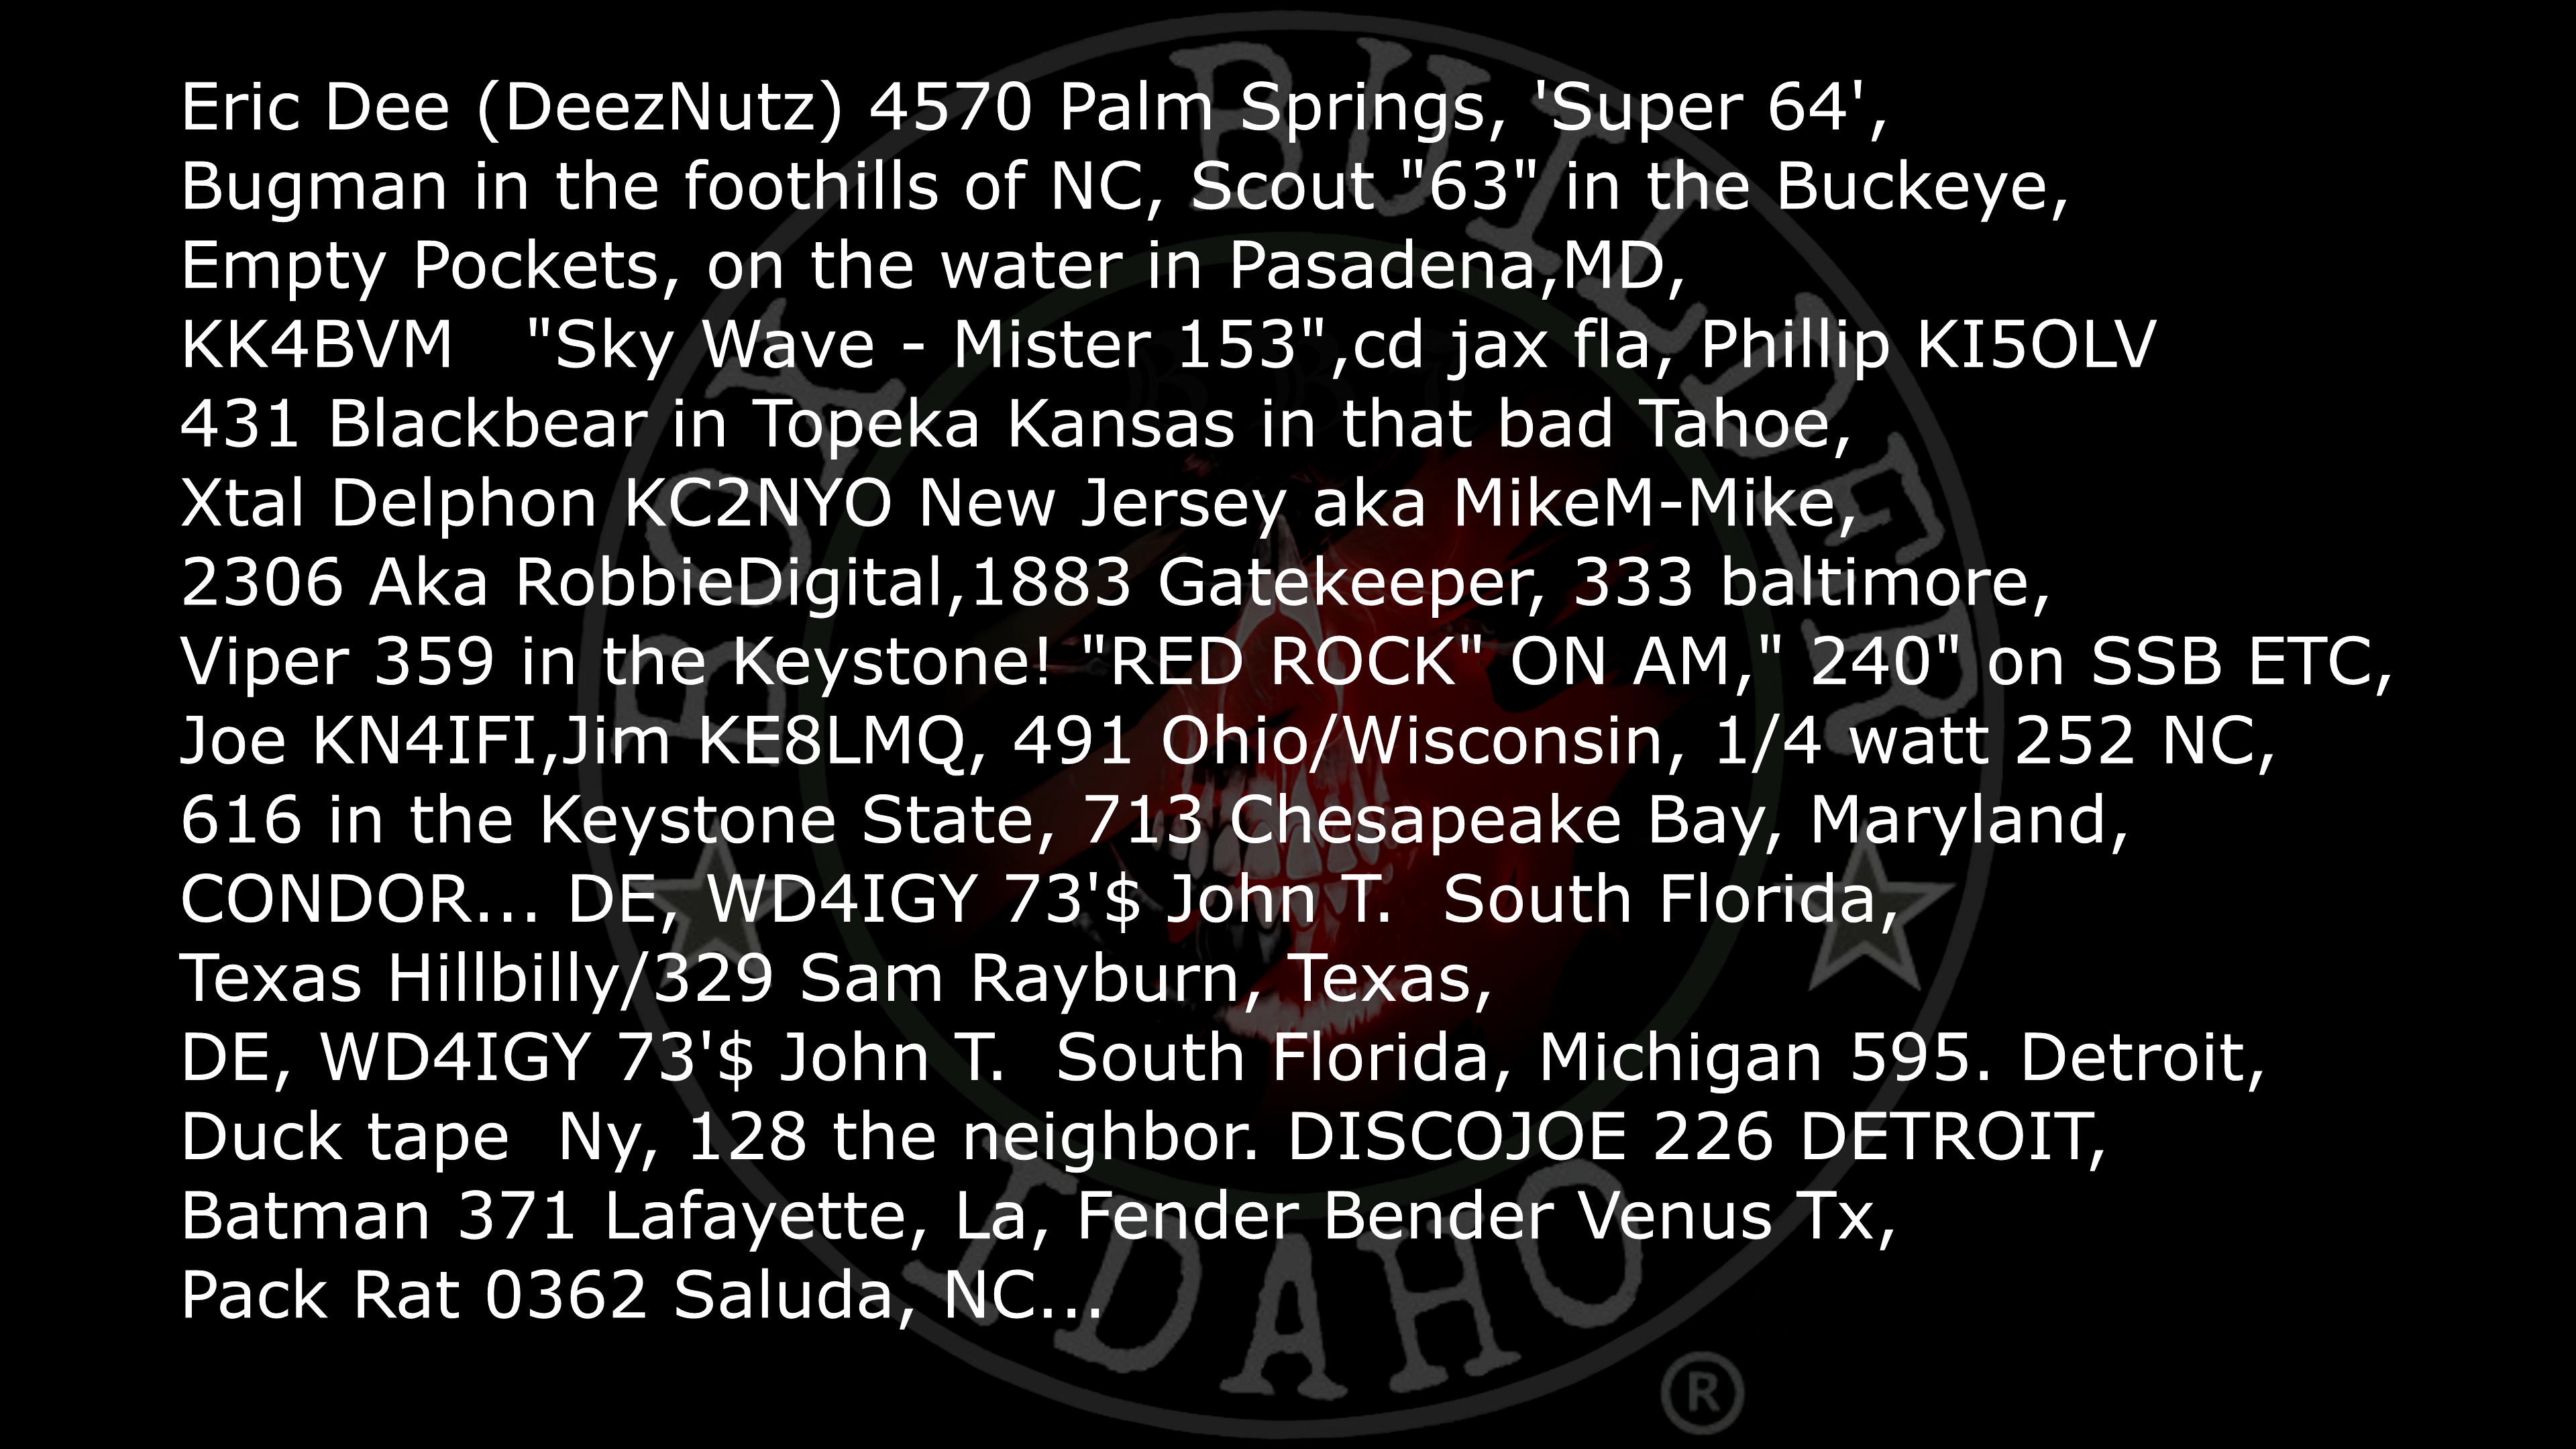 Eric Dee (DeezNutz) 4570 Palm Springs, 'Super 64',
Bugman in the foothills of NC, Scout "63" in the Buckeye,
Empty Pockets, on the water in Pasadena,MD,
KK4BVM   "Sky Wave - Mister 153",cd jax fla, Phillip KI5OLV
431 Blackbear in Topeka Kansas in that bad Tahoe,
Xtal Delphon KC2NYO New Jersey aka MikeM-Mike,
2306 Aka RobbieDigital,1883 Gatekeeper, 333 baltimore,
Viper 359 in the Keystone! "RED ROCK" ON AM," 240" on SSB ETC,
Joe KN4IFI,Jim KE8LMQ, 491 Ohio/Wisconsin, 1/4 watt 252 NC,
616 in the Keystone State, 713 Chesapeake Bay, Maryland,
CONDOR... DE, WD4IGY 73'$ John T.  South Florida,
Texas Hillbilly/329 Sam Rayburn, Texas,
DE, WD4IGY 73'$ John T.  South Florida, Michigan 595. Detroit,
Duck tape  Ny, 128 the neighbor. DISCOJOE 226 DETROIT,
Batman 371 Lafayette, La, Fender Bender Venus Tx,
Pack Rat 0362 Saluda, NC...
BOY BUILDER
IDAHO
®